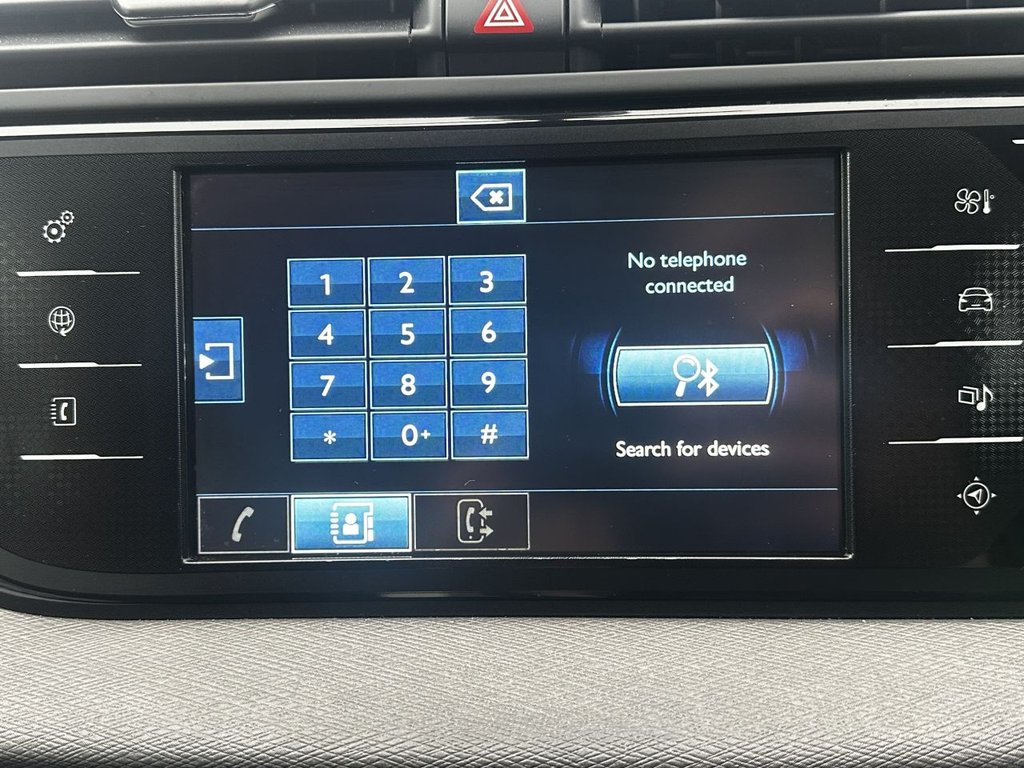 1 2 3
4 5 6
7 8 9
* 0+ #
No telephone
connected
Search for devices